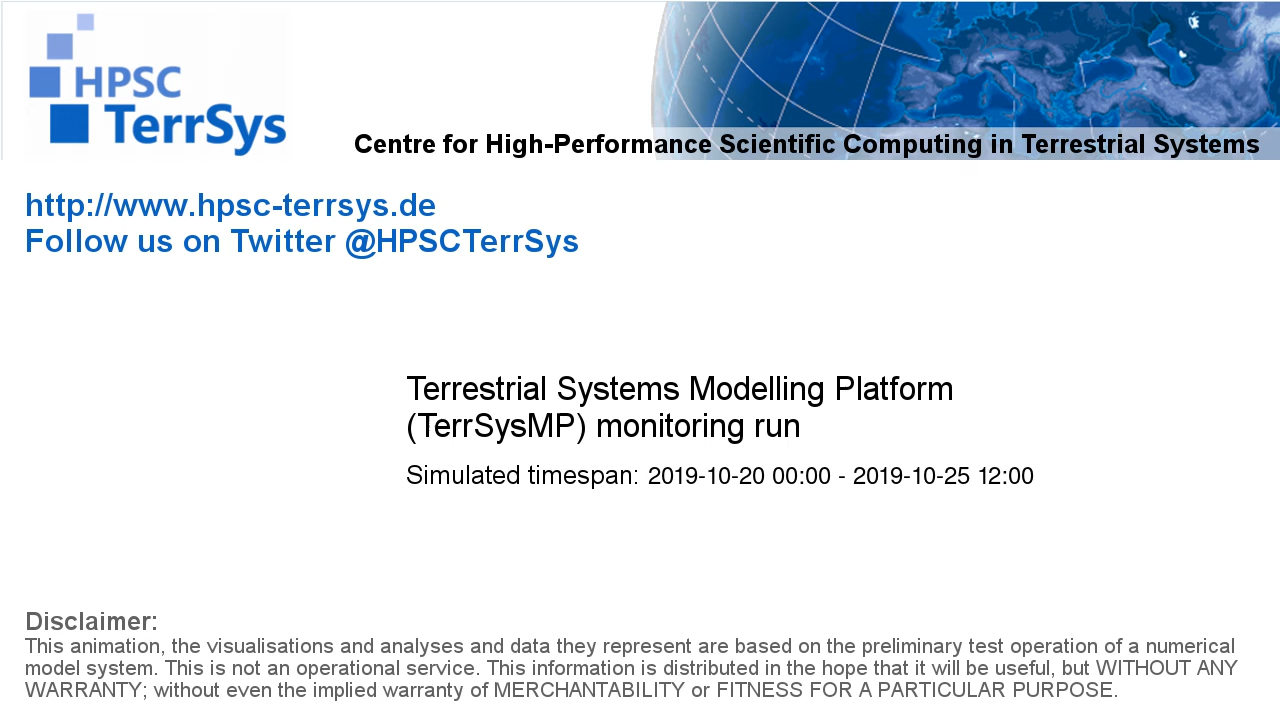 HPSC
TerrSys
Centre for High-Performance Scientific Computing in Terrestrial Systems
http://www.hpsc-terrsys.de
Follow us on Twitter @HPSCTerrSys
Terrestrial Systems Modelling Platform
(TerrSysMP) monitoring run
Simulated timespan: 2019-10-20 00:00 - 2019-10-25 12:00
Disclaimer:
This animation, the visualisations and analyses and data they represent are based on the preliminary test operation of a numerical
model system. This is not an operational service. This information is distributed in the hope that it will be useful, but WITHOUT ANY
WARRANTY; without even the implied warranty of MERCHANTABILITY or FITNESS FOR A PARTICULAR PURPOSE.